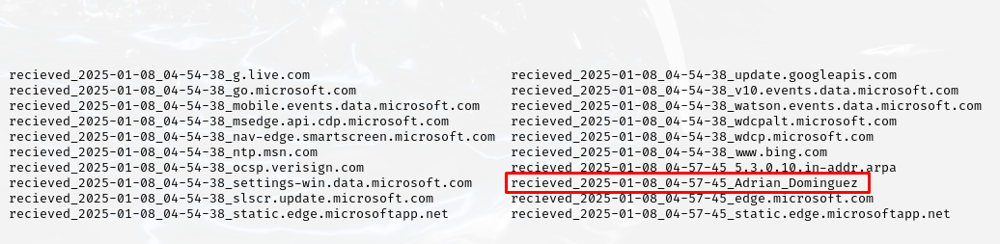 recieved_2025-01-08_04-54-38_g.live.com
recieved_2025-01-08_04-54-38_go.microsoft.com
recieved_2025-01-08_04-54-38_mobile.events.data.microsoft.com
recieved_2025-01-08_04-54-38_msedge.api.cdp.microsoft.com
recieved_2025-01-08_04-54-38_nav-edge.smartscreen.microsoft.com
recieved_2025-01-08_04-54-38_ntp.msn.com
recieved_2025-01-08_04-54-38_ocsp.verisign.com
recieved_2025-01-08_04-54-38_settings-win.data.microsoft.com
recieved_2025-01-08_04-54-38_slscr.update.microsoft.com
recieved_2025-01-08_04-54-38_static.edge.microsoftapp.net
recieved_2025-01-08_04-54-38_update.googleapis.com
recieved_2025-01-08_04-54-38_v10.events.data.microsoft.com
recieved_2025-01-08_04-54-38_watson.events.data.microsoft.com
recieved_2025-01-08_04-54-38_wdcpalt.microsoft.com
recieved_2025-01-08_04-54-38_wdcp.microsoft.com
recieved_2025-01-08_04-54-38_www.bing.com
recieved_2025-01-08_04-57-45_5.3.0.10.in-addr.arpa
recieved_2025-01-08_04-57-45_Adrian_Dominguez
recieved_2025-01-08_04-57-45_edge.microsoft.com
recieved_2025-01-08_04-57-45_static.edge.microsoftapp.net